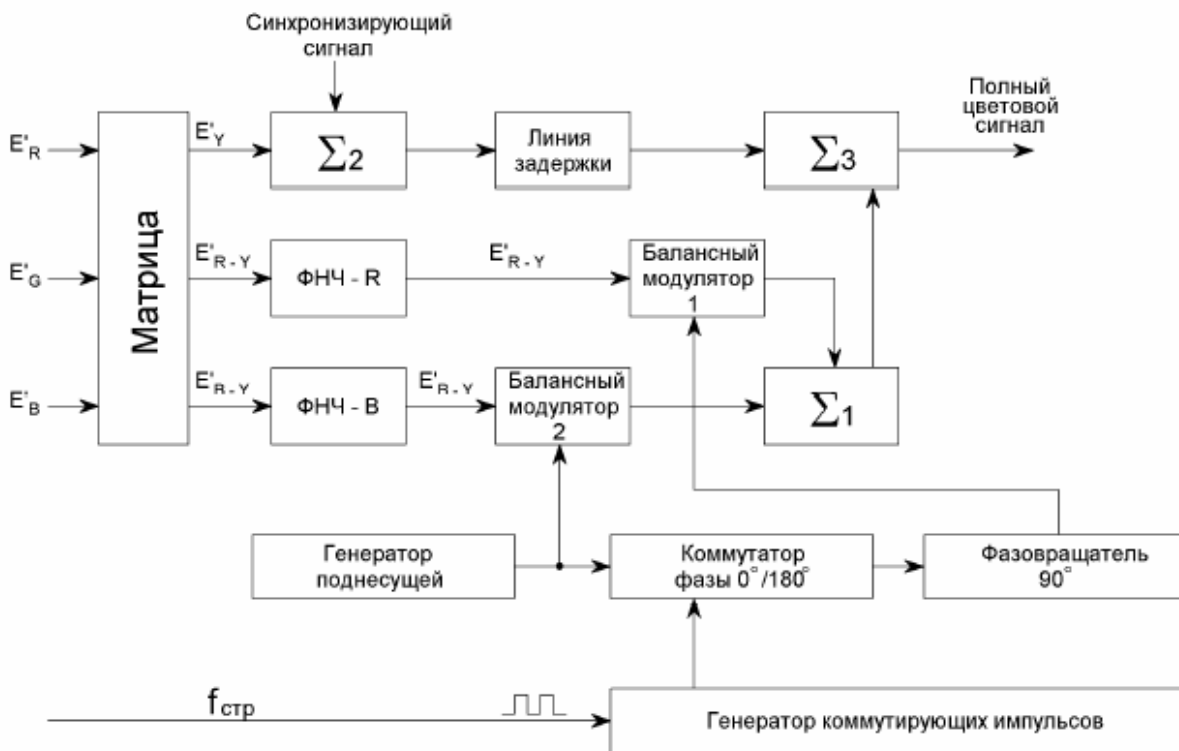 Синхронизирующий
сигнал
Полный
цветовой
сигнал
E'R
E'Y
Σ2
Линия
задержки
Σ3
Матрица
E'G
E'R-Y
ФНЧ - R
E'R-Y
Балансный
модулятор
1
E'B
E'R-Y
ФНЧ - B
E'R-Y
Балансный
модулятор
2
Σ1
Генератор
поднесущей
Коммутатор
фазы 0°/180°
Фазовращатель
90°
fстр
Генератор коммутирующих импульсов